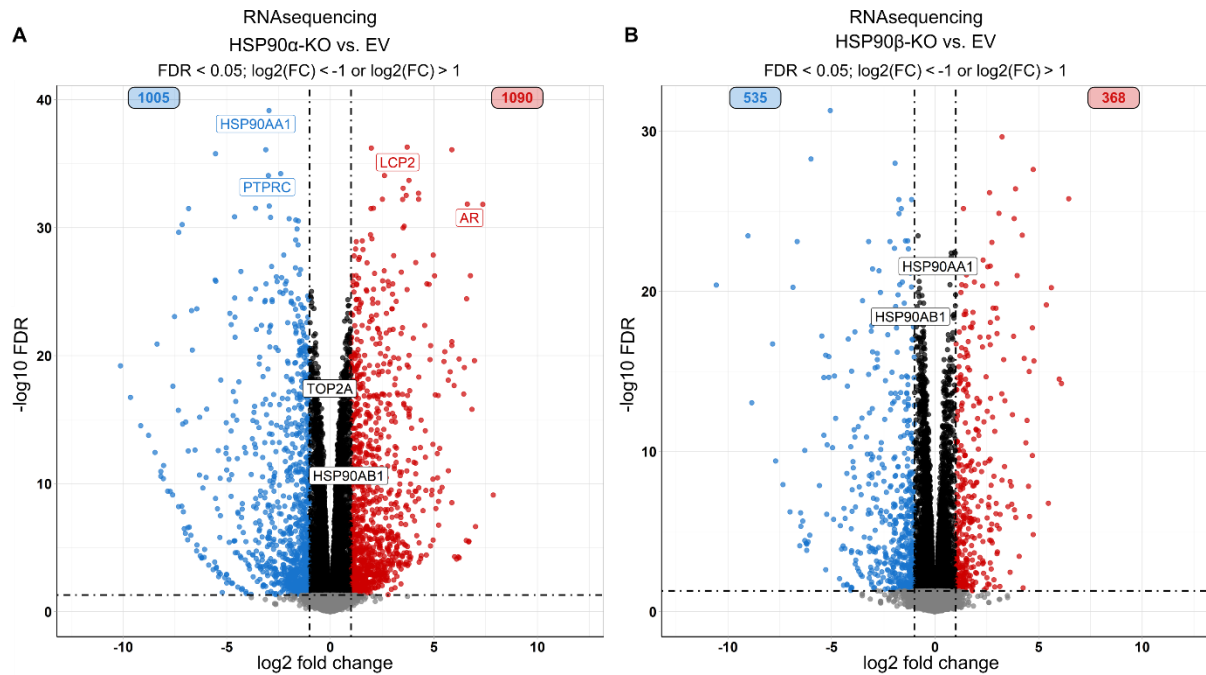 A
RNAsequencing
HSP90α-KO vs. EV
FDR < 0.05; log2(FC) < -1 or log2(FC) > 1
1005
1090
HSP90AA1
LCP2
PTPRC
AR
TOP2A
HSP90AB1
-log10 FDR
40
30
20
10
0
-10
-5
0
5
10
log2 fold change
B
RNAsequencing
HSP90β-KO vs. EV
FDR < 0.05; log2(FC) < -1 or log2(FC) > 1
535
368
HSP90AA1
HSP90AB1
-log10 FDR
30
20
10
0
-10
-5
0
5
10
log2 fold change